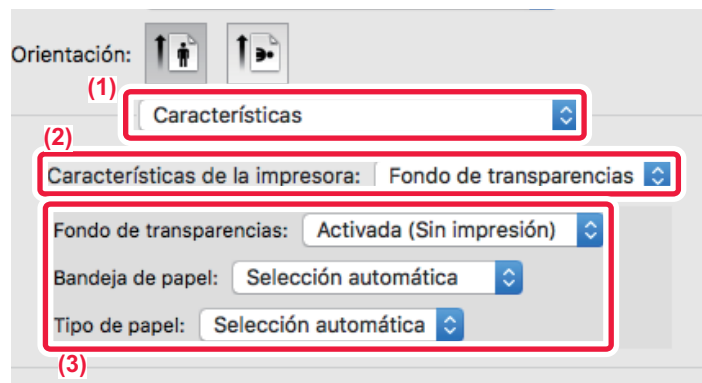 Orientación:
(1)
Características
(2)
Características de la impresora: Fondo de transparencias
Fondo de transparencias: Activada (Sin impresión)
Bandeja de papel: Selección automática
Tipo de papel: Selección automática
(3)